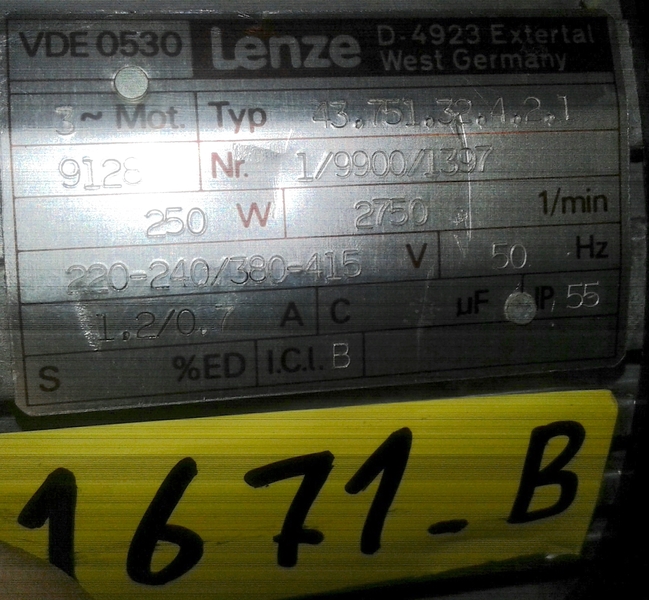 VDE 0530 Lenze D-4923 Extertal
West Germany
3~ Mot. Typ 43.751.32.4.2.1
9128 Nr. 1/9900/1397
250 W 2750 1/min
220-240/380-415 V 50 Hz
1.2/0.7 A C µF IP 55
S %ED I.C.I. B
1671-B